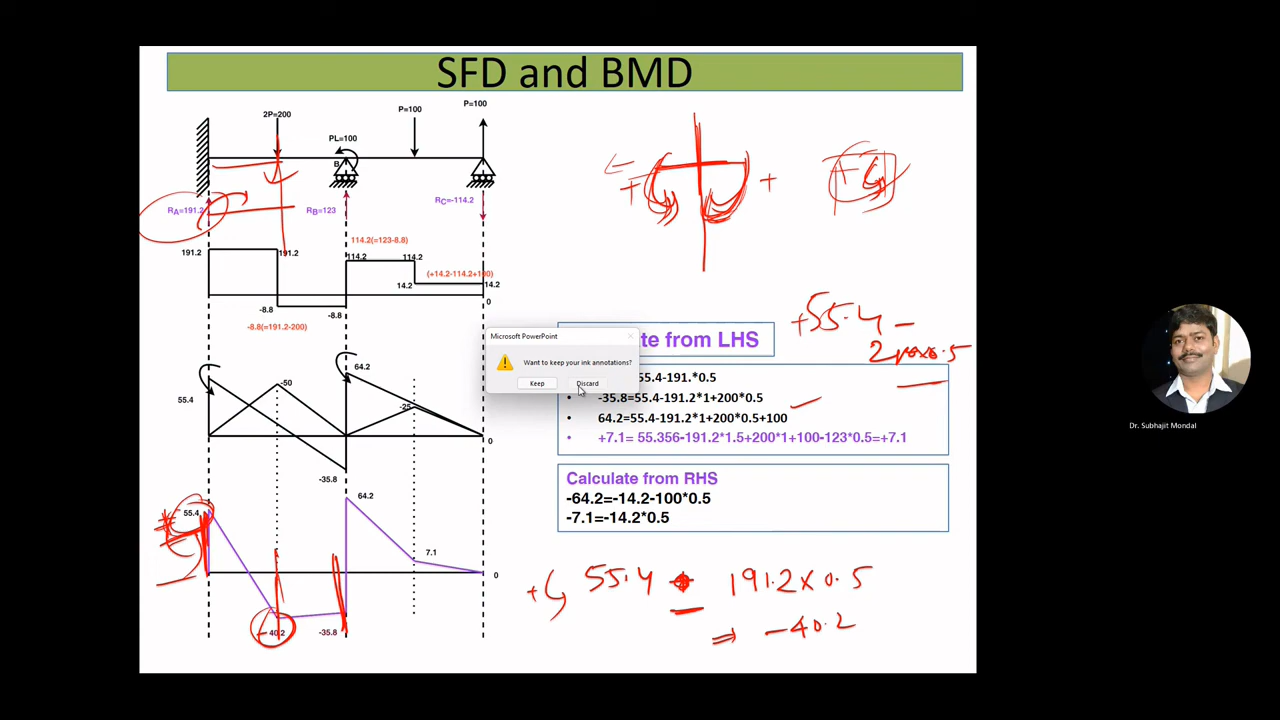 SFD and BMD
P=100
P=100
2P=200
PL=100
B
RA=191.2
RB=123
RC=-114.2
+
+
+
114.2(=123-8.8)
191.2
191.2
114.2
114.2
(+14.2-114.2+100)
14.2
14.2
0
-8.8
-8.8
-8.8(=191.2-200)
+55.4 -
200x0.5
Microsoft PowerPoint
Want to keep your ink annotations?
Keep
Discard
te from LHS
55.4-191.*0.5
• -35.8=55.4-191.2*1+200*0.5
• 64.2=55.4-191.2*1+200*0.5+100
• +7.1= 55.356-191.2*1.5+200*1+100-123*0.5=+7.1
64.2
-50
55.4
-25
0
-35.8
Calculate from RHS
-64.2=-14.2-100*0.5
-7.1=-14.2*0.5
64.2
55.4
7.1
0
- 40.2
-35.8
+ 55.4 - 191.2 x 0.5
⇒ -40.2
Dr. Subhajit Mondal